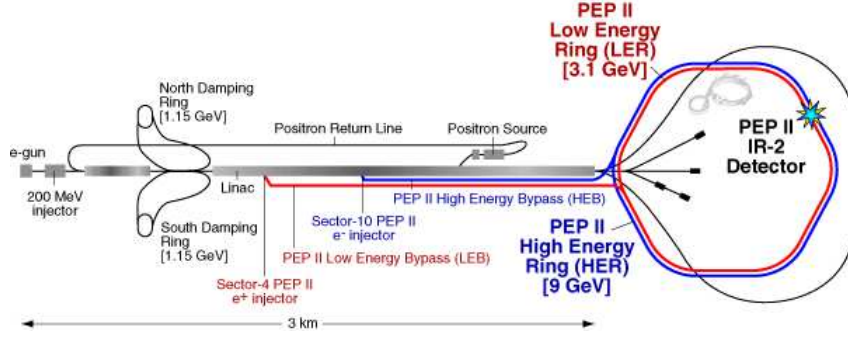 PEP II
Low Energy
Ring (LER)
[3.1 GeV]
North Damping
Ring
[1.15 GeV]
Positron Return Line
Positron Source
e-gun
PEP II
IR-2
Detector
200 MeV
injector
Linac
PEP II High Energy Bypass (HEB)
South Damping
Ring
[1.15 GeV]
Sector-10 PEP II
e- injector
PEP II Low Energy Bypass (LEB)
PEP II
High Energy
Ring (HER)
[9 GeV]
Sector-4 PEP II
e+ injector
3 km